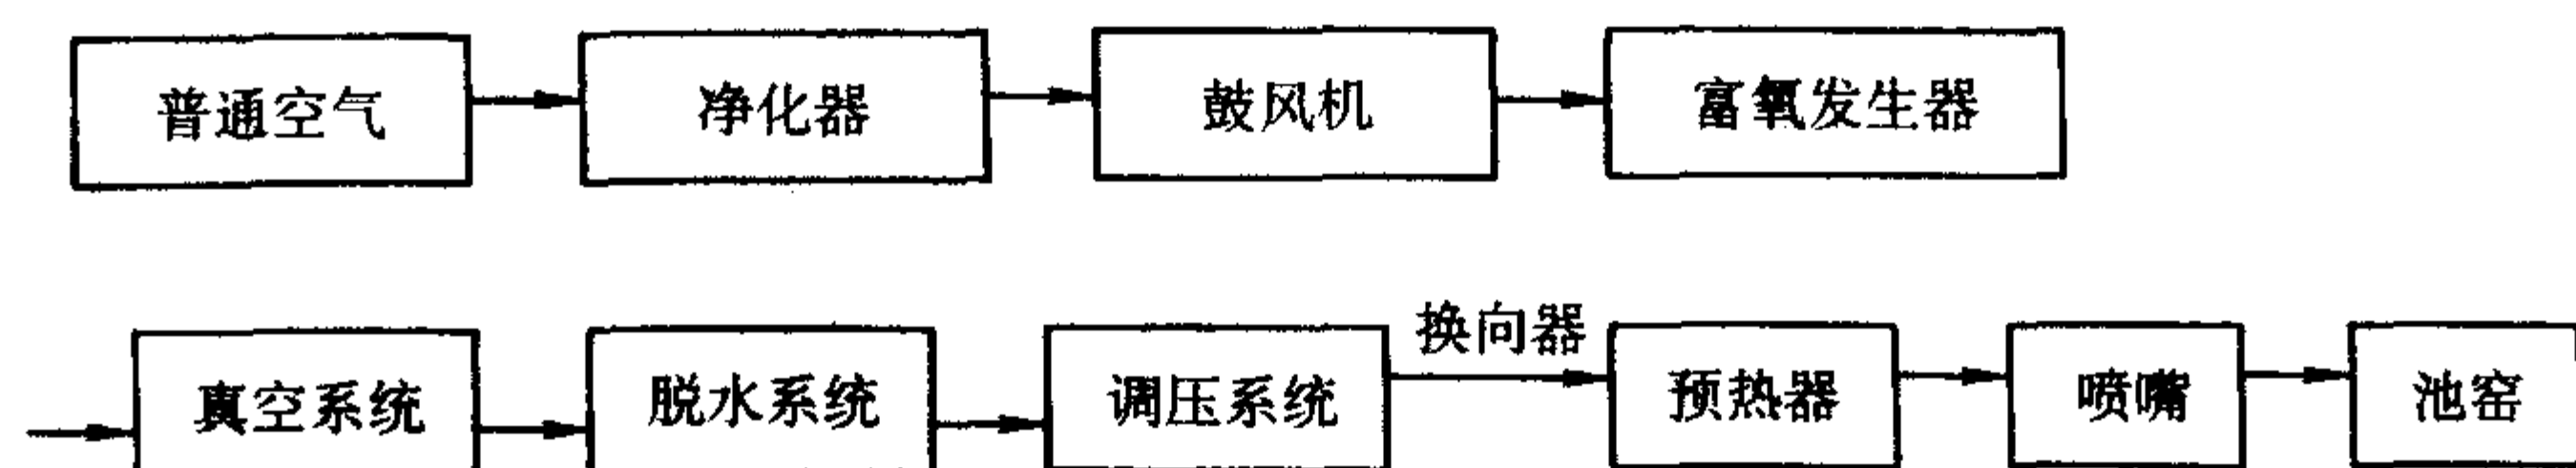 普通空气 净化器 鼓风机 富氧发生器
换向器
真空系统 脱水系统 调压系统 预热器 喷嘴 池窑